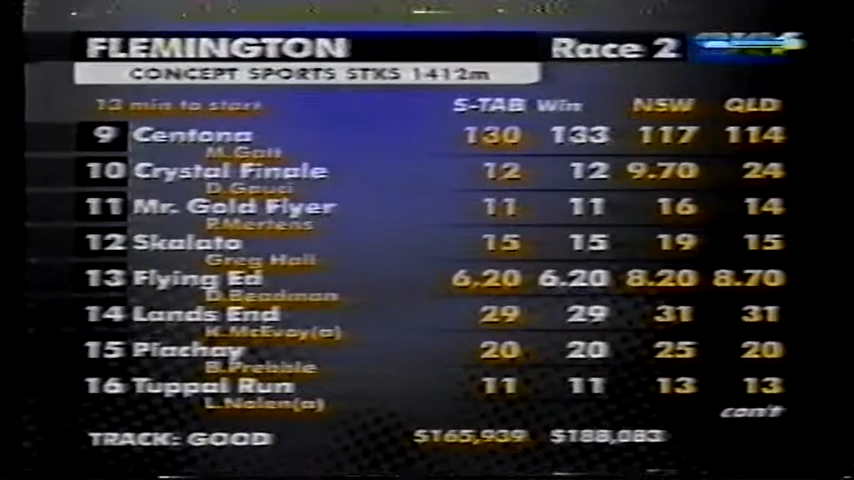 FLEMINGTON Race 2
CONCEPT SPORTS STKS 1412m
13 min to start S-TAB Win NSW QLD
9 Centona 130 133 117 114
M.Gatt
10 Crystal Finale 12 12 9.70 24
D.Gauci
11 Mr. Gold Flyer 11 11 16 14
P.Mertens
12 Skalato 15 15 19 15
Greg Hall
13 Flying Ed 6.20 6.20 8.20 8.70
D.Beadman
14 Lands End 29 29 31 31
K.McEvoy(a)
15 Piachay 20 20 25 20
B.Prebble
16 Tuppal Run 11 11 13 13
L.Nolen(a)
con't
TRACK: GOOD $165,939 $188,083